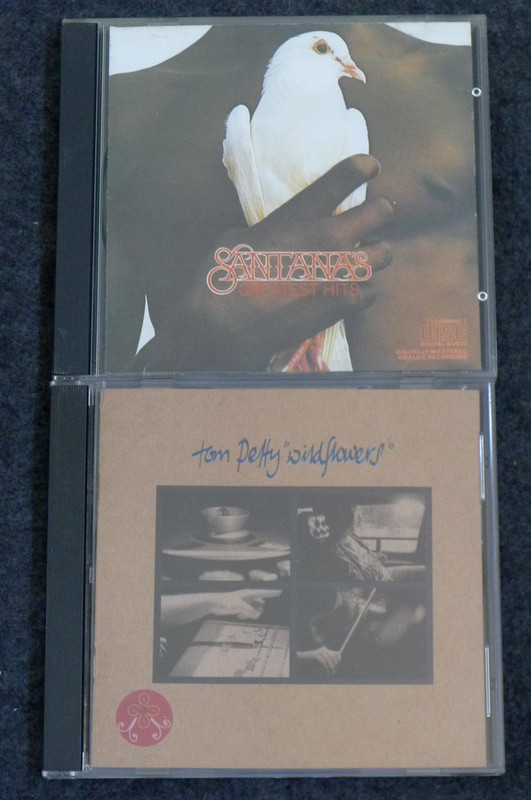 SANTANA'S
GREATEST HITS
COMPACT
disc
DIGITAL AUDIO
DIGITALLY MASTERED
ANALOG RECORDING
tom petty "wildflowers"